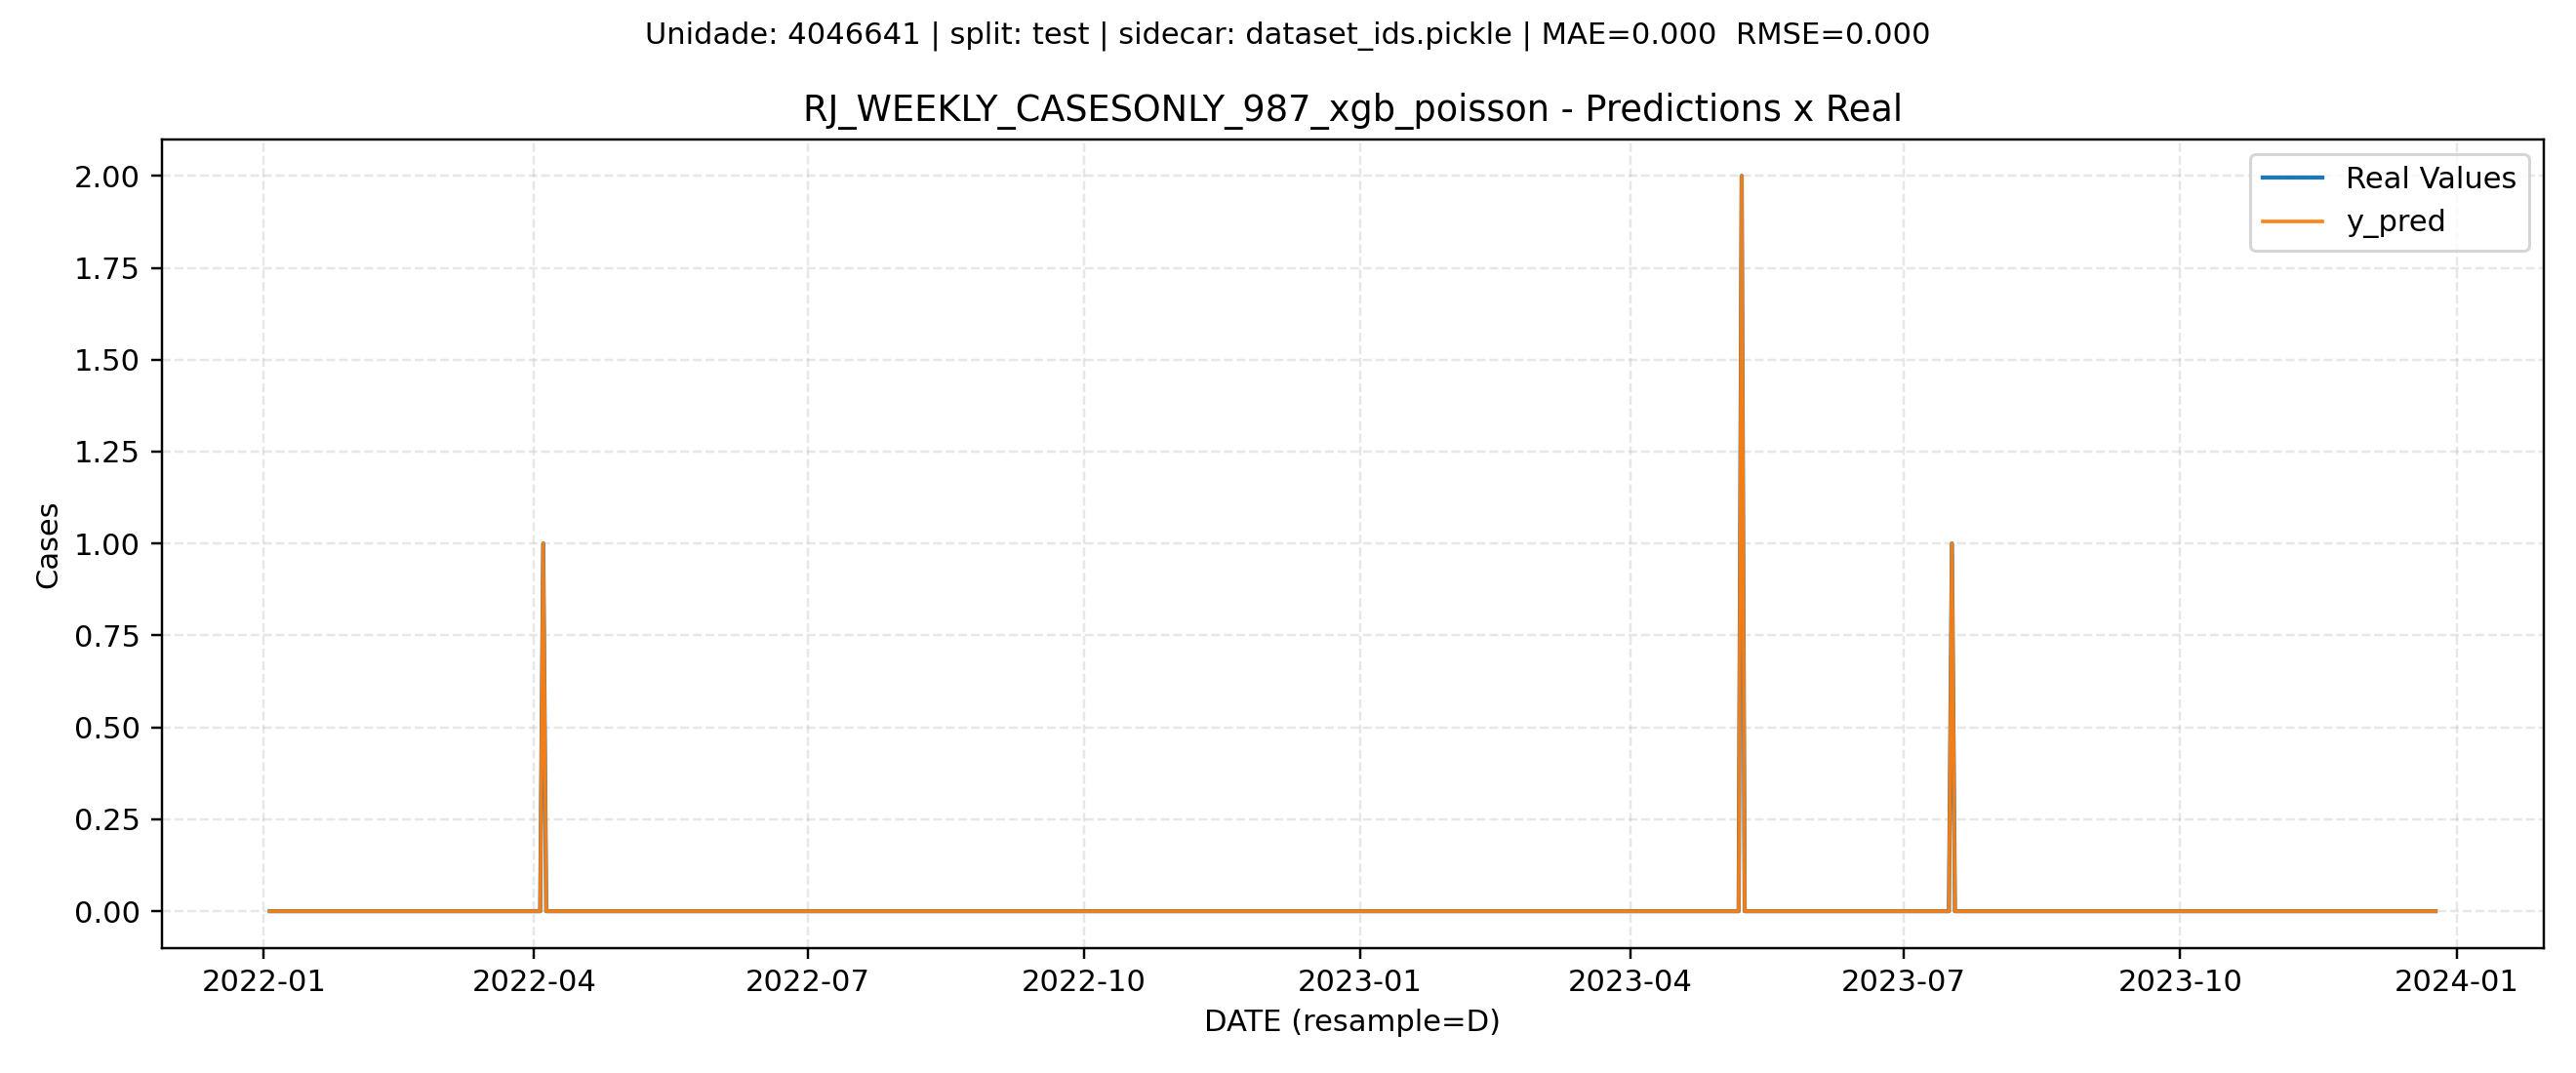 Unidade: 4046641 | split: test | sidecar: dataset_ids.pickle | MAE=0.000  RMSE=0.000
RJ_WEEKLY_CASESONLY_987_xgb_poisson - Predictions x Real
Real Values
y_pred
Cases
2.00
1.75
1.50
1.25
1.00
0.75
0.50
0.25
0.00
2022-01 2022-04 2022-07 2022-10 2023-01 2023-04 2023-07 2023-10 2024-01
DATE (resample=D)